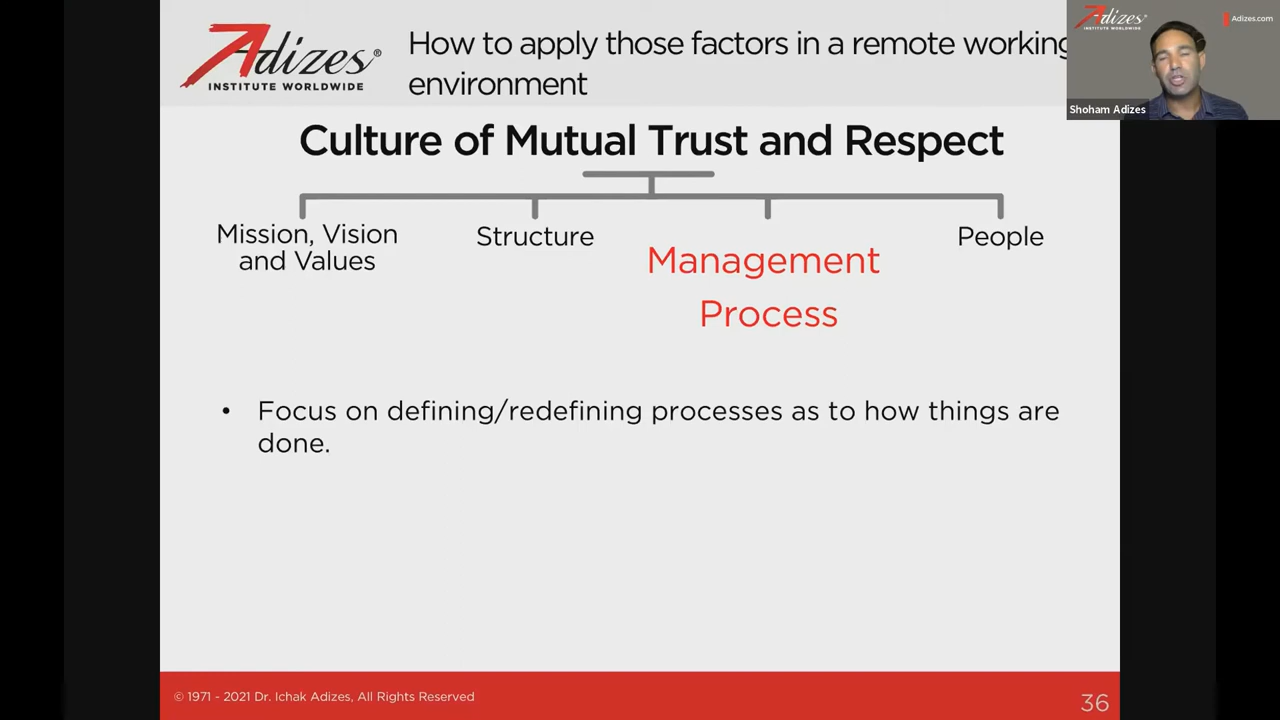 Adizes®
INSTITUTE WORLDWIDE
How to apply those factors in a remote working
environment
Adizes
INSTITUTE WORLDWIDE
Adizes.com
Shoham Adizes
Culture of Mutual Trust and Respect
Mission, Vision
and Values
Structure
Management
Process
People
• Focus on defining/redefining processes as to how things are
done.
© 1971 - 2021 Dr. Ichak Adizes, All Rights Reserved
36